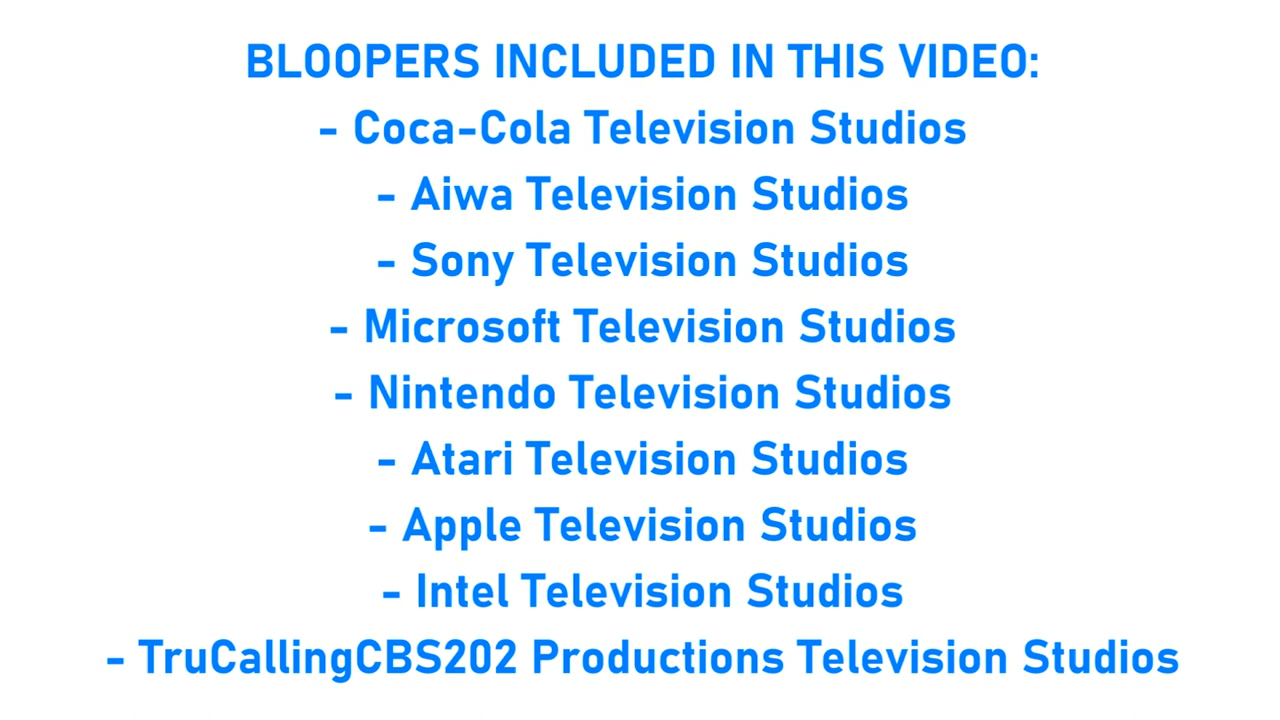 BLOOPERS INCLUDED IN THIS VIDEO:
- Coca-Cola Television Studios
- Aiwa Television Studios
- Sony Television Studios
- Microsoft Television Studios
- Nintendo Television Studios
- Atari Television Studios
- Apple Television Studios
- Intel Television Studios
- TruCallingCBS202 Productions Television Studios